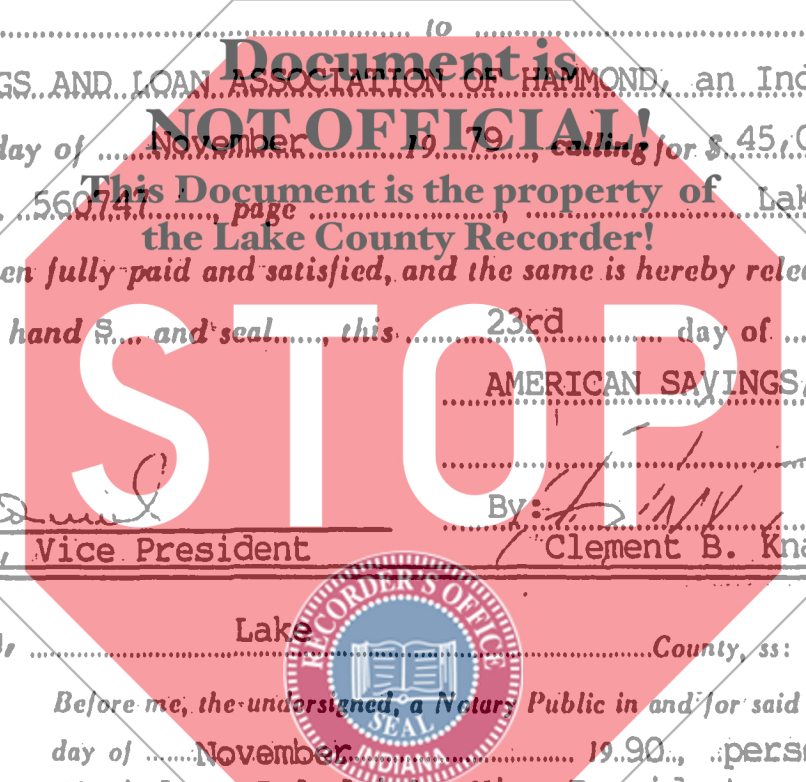 to
Document is
GS AND LOAN ASSOCIATION OF HAMMOND, an Ind
NOT OFFICIAL!
day of November 19 79, calling for $ 45,0
This Document is the property of
560747, page, Lak
the Lake County Recorder!
en fully paid and satisfied, and the same is hereby relea
hand S and seal, this 23rd day of
STOP
AMERICAN SAVINGS,
By:
Vice President Clement B. Kna
Lake County, ss:
RECORDER'S OFFICE
SEAL
INDIANA
Before me, the undersigned, a Notary Public in and for said
day of November 19 90, perso